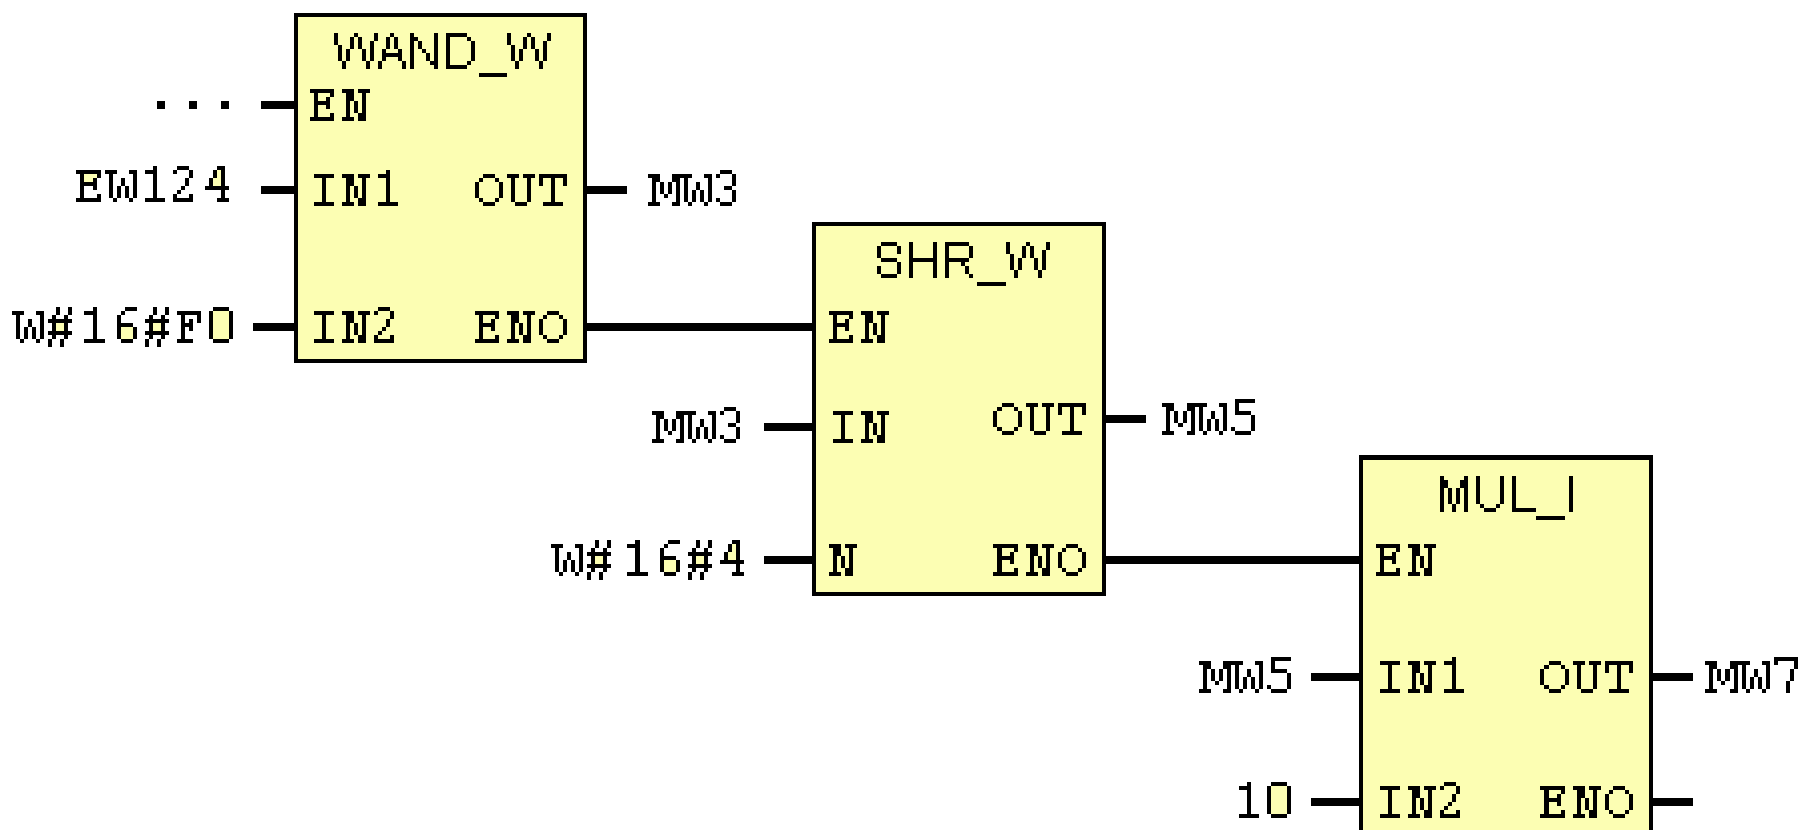 WAND_W
... EN
EW124 IN1 OUT MW3
W#16#F0 IN2 ENO
SHR_W
EN
MW3 IN OUT MW5
W#16#4 N ENO
MUL_I
EN
MW5 IN1 OUT MW7
10 IN2 ENO